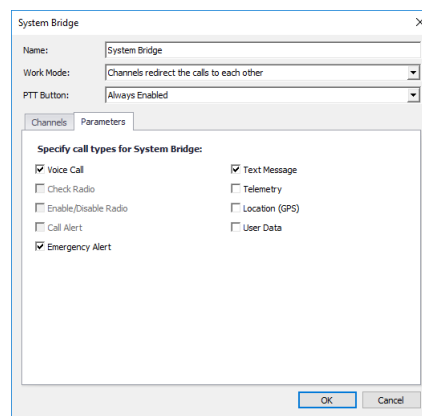 System Bridge
Name: System Bridge
Work Mode: Channels redirect the calls to each other
PTT Button: Always Enabled
Channels Parameters
Specify call types for System Bridge:
Voice Call Text Message
Check Radio Telemetry
Enable/Disable Radio Location (GPS)
Call Alert User Data
Emergency Alert
OK Cancel